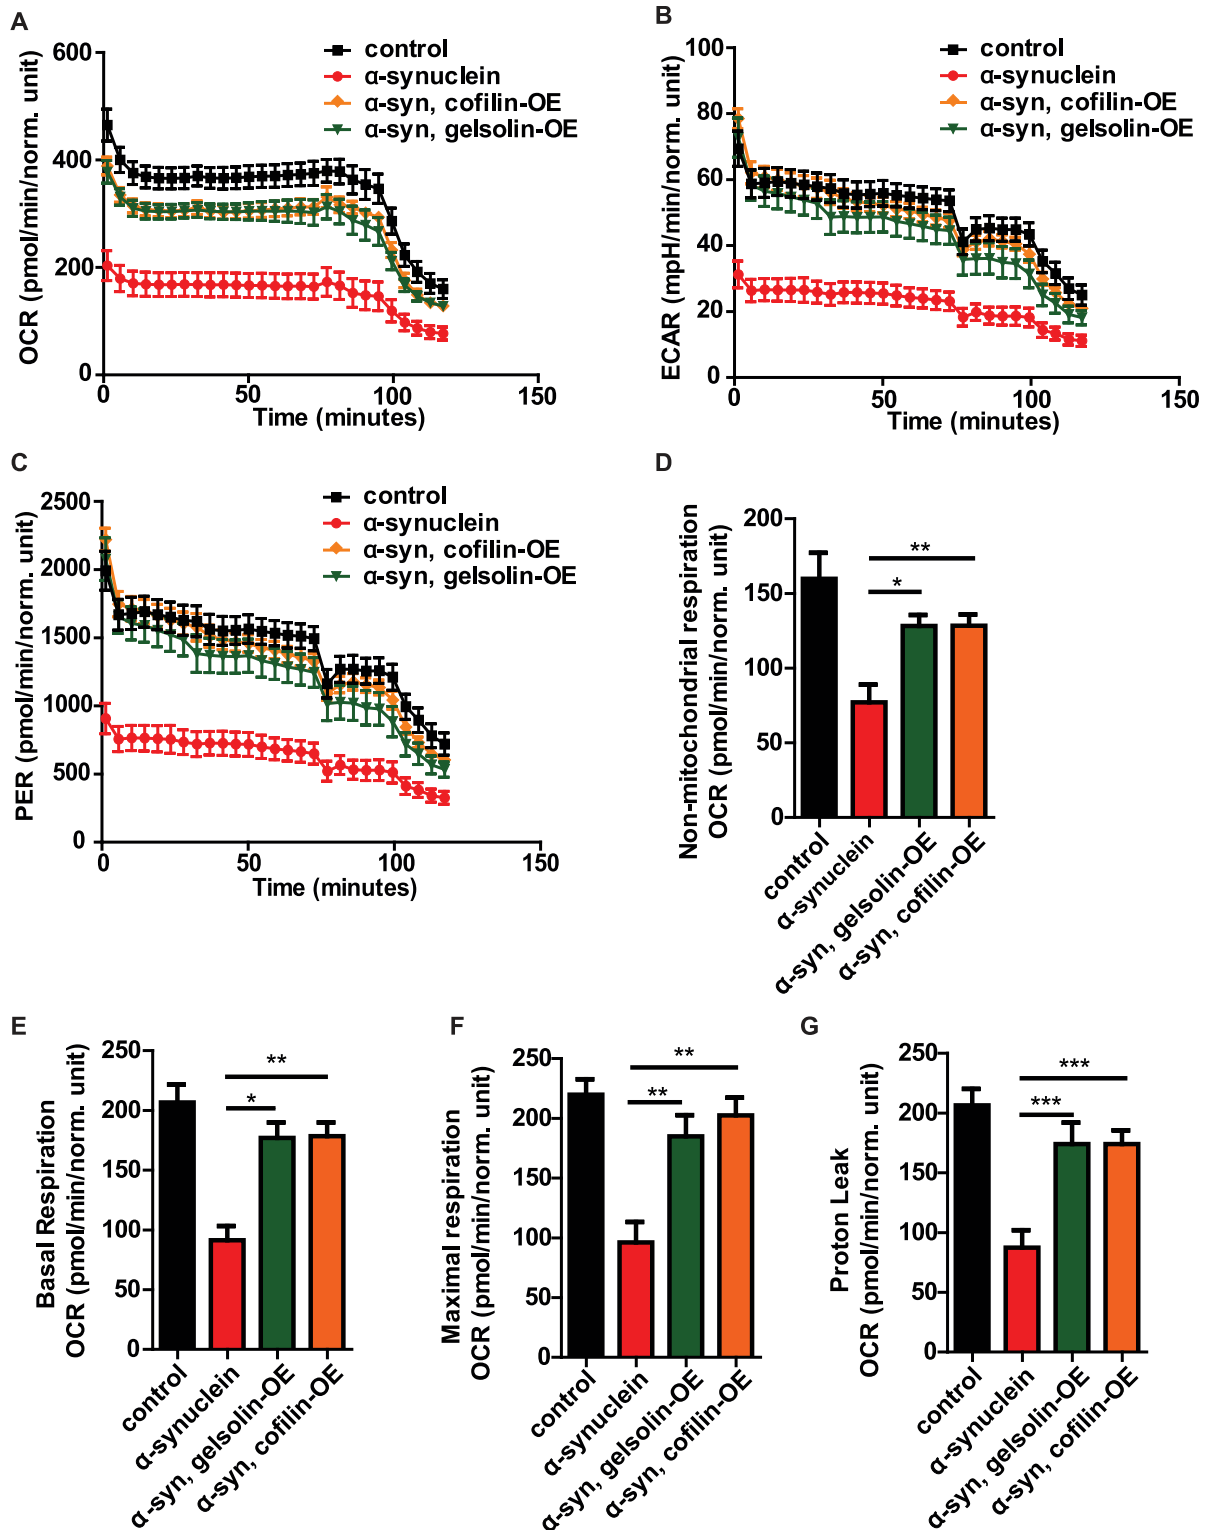 A
OCR (pmol/min/norm. unit)
600
400
200
0
0
50
100
150
Time (minutes)
control
α-synuclein
α-syn, cofilin-OE
α-syn, gelsolin-OE
B
ECAR (mpH/min/norm. unit)
100
80
60
40
20
0
0
50
100
150
Time (minutes)
control
α-synuclein
α-syn, cofilin-OE
α-syn, gelsolin-OE
C
PER (pmol/min/norm. unit)
2500
2000
1500
1000
500
0
0
50
100
150
Time (minutes)
control
α-synuclein
α-syn, cofilin-OE
α-syn, gelsolin-OE
D
Non-mitochondrial respiration
OCR (pmol/min/norm. unit)
200
150
100
50
0
**
*
control
α-synuclein
α-syn, gelsolin-OE
α-syn, cofilin-OE
E
Basal Respiration
OCR (pmol/min/norm. unit)
250
200
150
100
50
0
**
*
control
α-synuclein
α-syn, gelsolin-OE
α-syn, cofilin-OE
F
Maximal respiration
OCR (pmol/min/norm. unit)
250
200
150
100
50
0
**
**
control
α-synuclein
α-syn, gelsolin-OE
α-syn, cofilin-OE
G
Proton Leak
OCR (pmol/min/norm. unit)
250
200
150
100
50
0
***
***
control
α-synuclein
α-syn, gelsolin-OE
α-syn, cofilin-OE